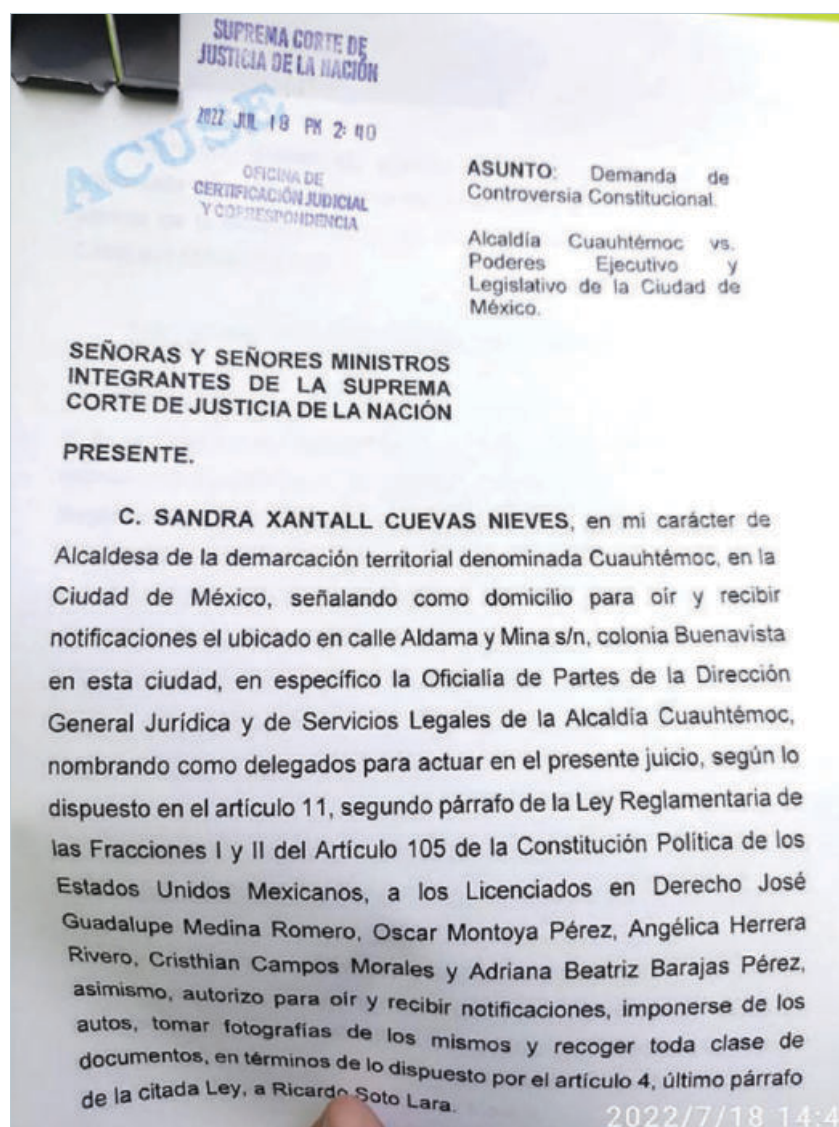 SUPREMA CORTE DE
JUSTICIA DE LA NACIÓN
2022 JUL 18 PM 2:40
ACUSE
OFICINA DE
CERTIFICACIÓN JUDICIAL
Y CORRESPONDENCIA
ASUNTO: Demanda de
Controversia Constitucional.
Alcaldía Cuauhtémoc vs.
Poderes Ejecutivo y
Legislativo de la Ciudad de
México.
SEÑORAS Y SEÑORES MINISTROS
INTEGRANTES DE LA SUPREMA
CORTE DE JUSTICIA DE LA NACIÓN
PRESENTE.
C. SANDRA XANTALL CUEVAS NIEVES, en mi carácter de
Alcaldesa de la demarcación territorial denominada Cuauhtémoc, en la
Ciudad de México, señalando como domicilio para oír y recibir
notificaciones el ubicado en calle Aldama y Mina s/n, colonia Buenavista
en esta ciudad, en específico la Oficialía de Partes de la Dirección
General Jurídica y de Servicios Legales de la Alcaldía Cuauhtémoc,
nombrando como delegados para actuar en el presente juicio, según lo
dispuesto en el artículo 11, segundo párrafo de la Ley Reglamentaria de
las Fracciones I y II del Artículo 105 de la Constitución Política de los
Estados Unidos Mexicanos, a los Licenciados en Derecho José
Guadalupe Medina Romero, Oscar Montoya Pérez, Angélica Herrera
Rivero, Cristhian Campos Morales y Adriana Beatriz Barajas Pérez,
asimismo, autorizo para oír y recibir notificaciones, imponerse de los
autos, tomar fotografías de los mismos y recoger toda clase de
documentos, en términos de lo dispuesto por el artículo 4, último párrafo
de la citada Ley, a Ricardo Soto Lara.
2022/7/18 14:4